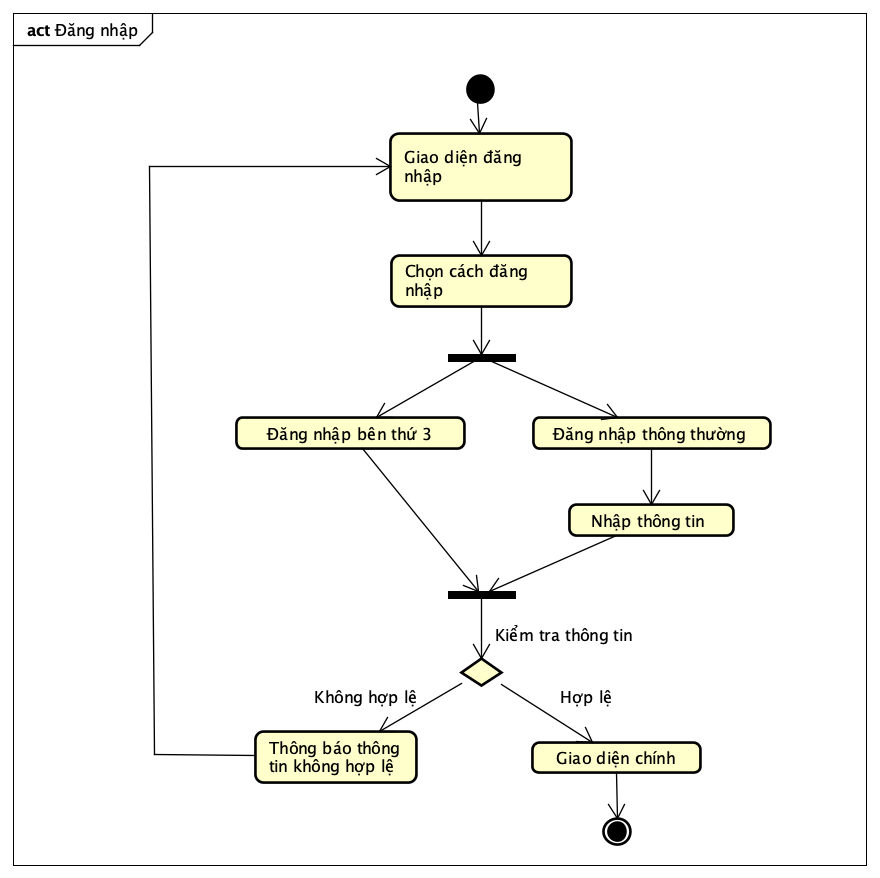 act Đăng nhập
Giao diện đăng
nhập
Chọn cách đăng
nhập
Đăng nhập bên thứ 3
Đăng nhập thông thường
Nhập thông tin
Kiểm tra thông tin
Không hợp lệ
Hợp lệ
Thông báo thông
tin không hợp lệ
Giao diện chính